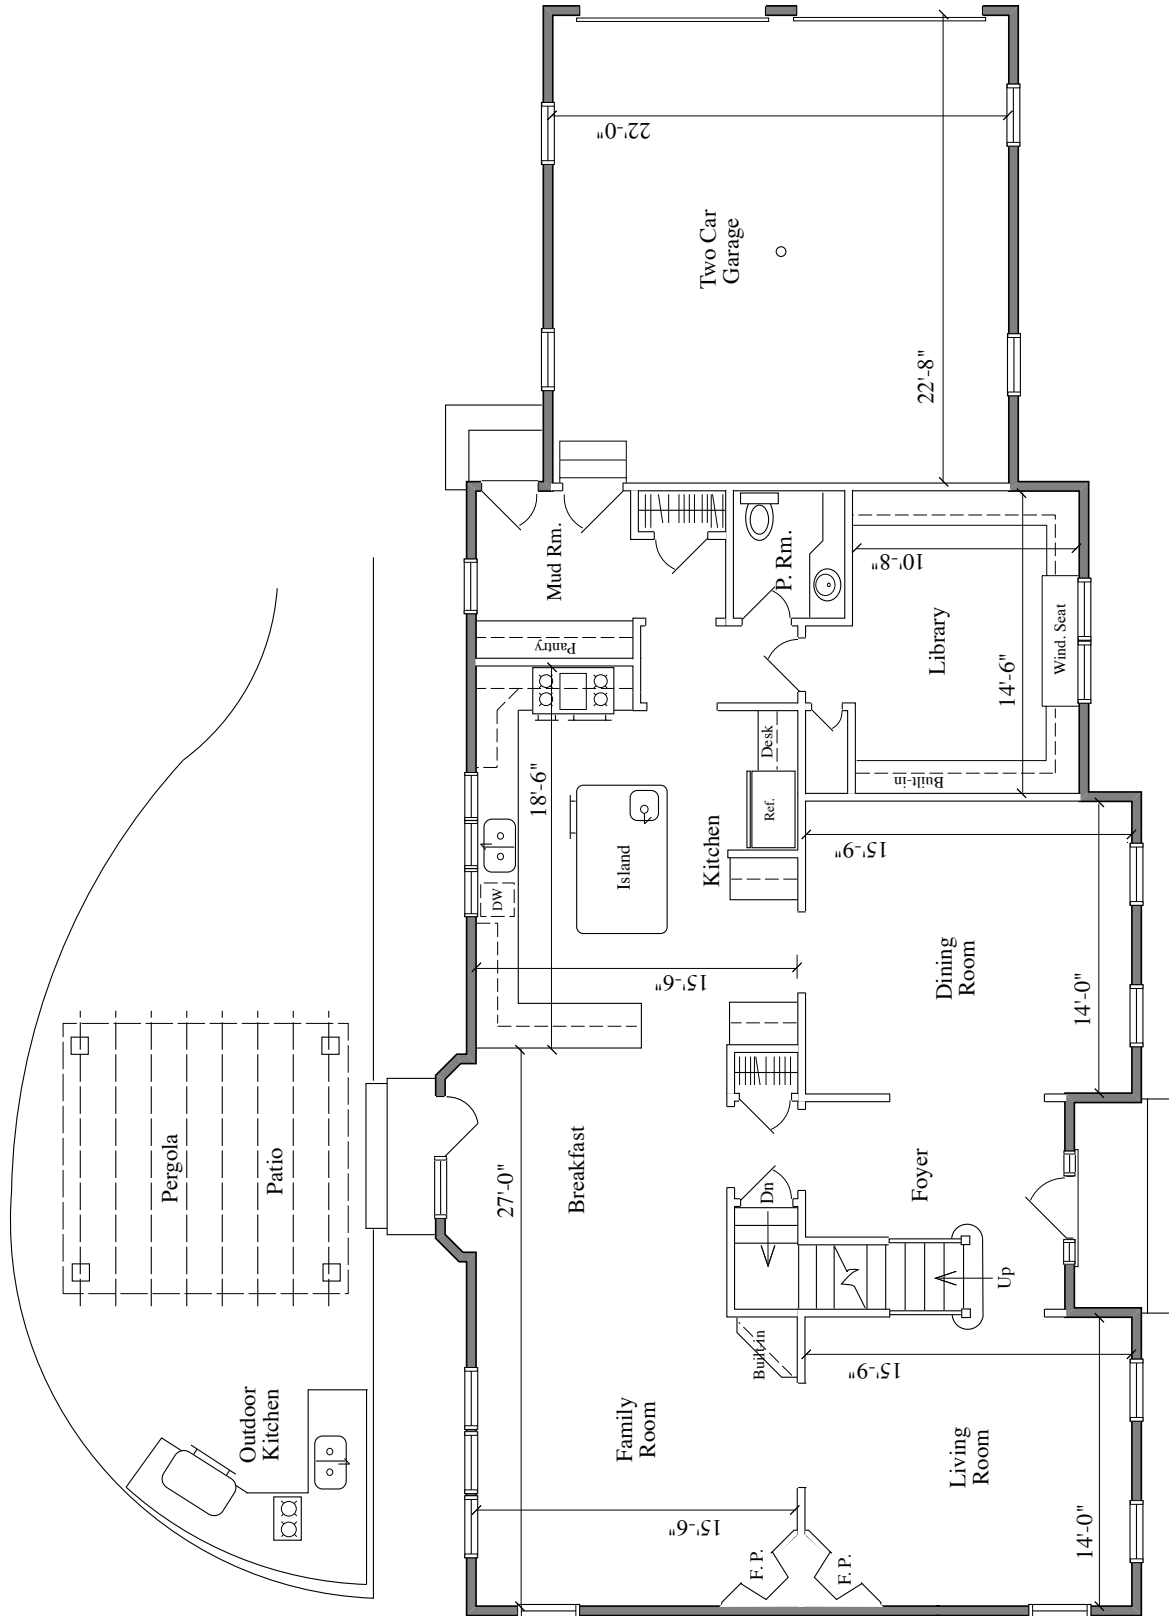 Outdoor
Kitchen
Pergola
Patio
Family
Room
Breakfast
27'-0"
15'-6"
18'-6"
15'-6"
DW
Island
Kitchen
Ref.
Desk
Pantry
Mud Rm.
P. Rm.
Two Car
Garage
22'-0"
22'-8"
F. P.
F. P.
Built in
Dn
Up
Living
Room
15'-9"
14'-0"
Foyer
Dining
Room
15'-9"
14'-0"
Library
10'-8"
14'-6"
Built-in
Wind. Seat